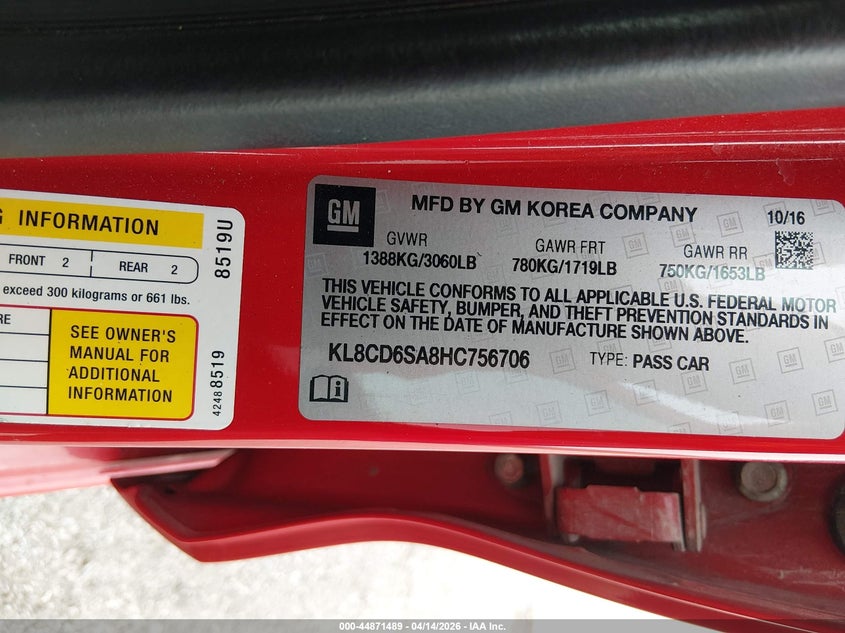 G INFORMATION
FRONT 2 REAR 2
exceed 300 kilograms or 661 lbs.
RE
SEE OWNER'S
MANUAL FOR
ADDITIONAL
INFORMATION
8519U
42488519
GM
MFD BY GM KOREA COMPANY 10/16
GVWR GAWR FRT GAWR RR
1388KG/3060LB 780KG/1719LB 750KG/1653LB
THIS VEHICLE CONFORMS TO ALL APPLICABLE U.S. FEDERAL MOTOR
VEHICLE SAFETY, BUMPER, AND THEFT PREVENTION STANDARDS IN
EFFECT ON THE DATE OF MANUFACTURE SHOWN ABOVE.
KL8CD6SA8HC756706 TYPE: PASS CAR
000-44871489 - 04/14/2026 - IAA Inc.